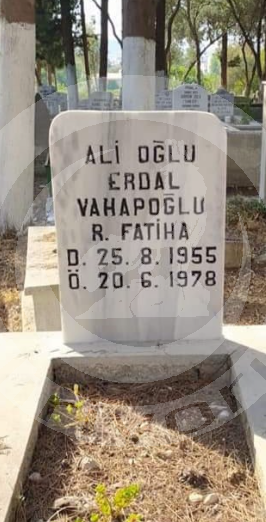 ALİ OĞLU
ERDAL
VAHAPOĞLU
R. FATİHA
D. 25. 8. 1955
Ö. 20. 6. 1978